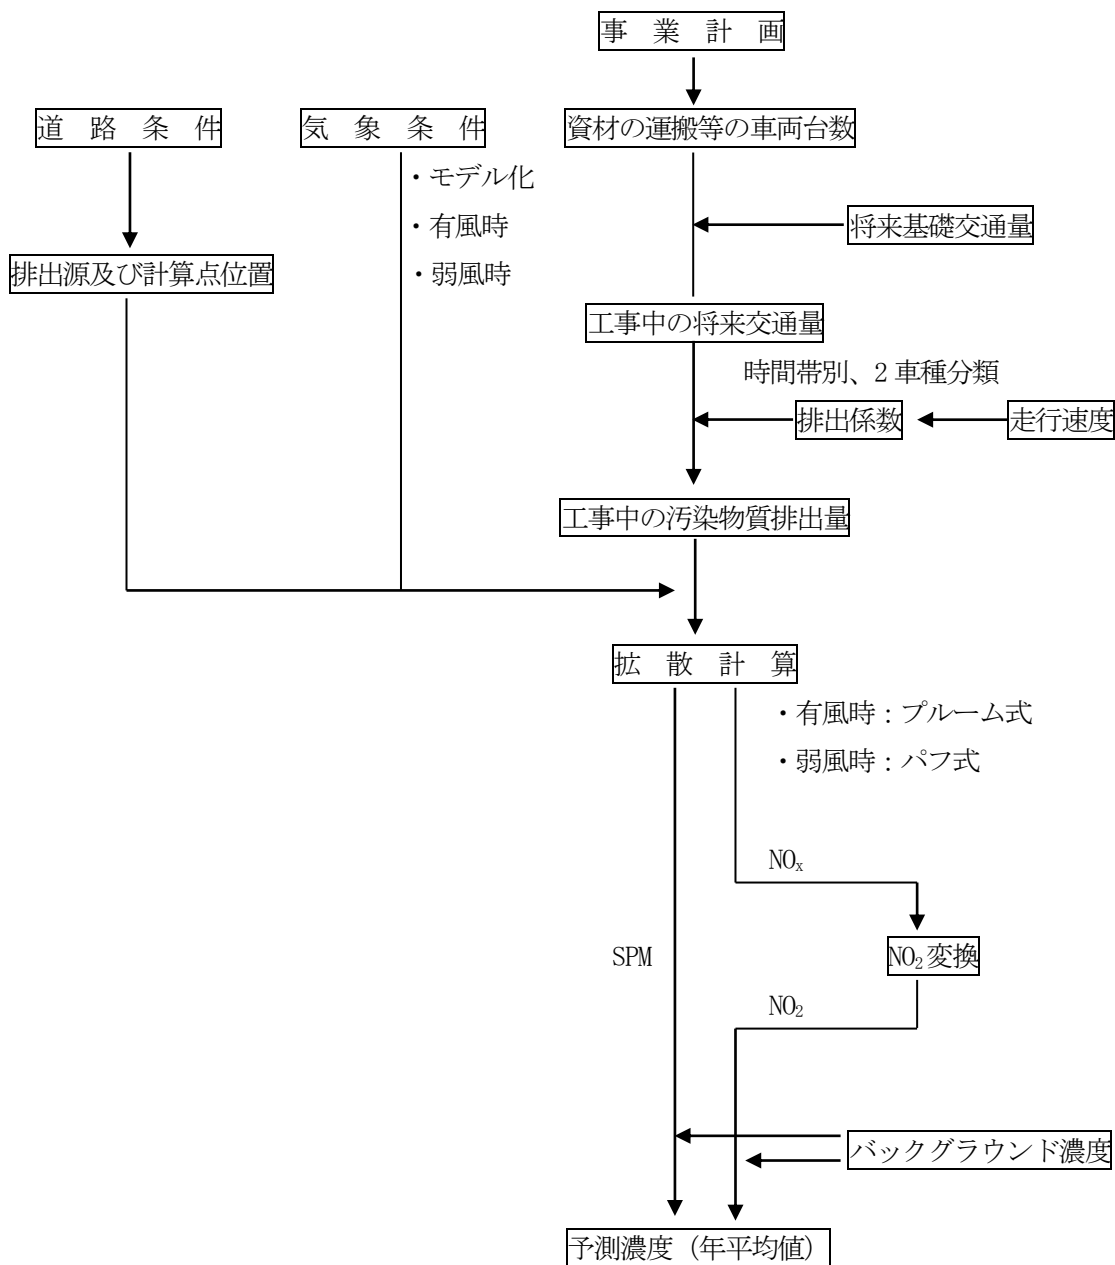 事　業　計　画
道　路　条　件
気　象　条　件
資材の運搬等の車両台数
・モデル化
・有風時
・弱風時
将来基礎交通量
排出源及び計算点位置
工事中の将来交通量
時間帯別、2車種分類
排出係数
走行速度
工事中の汚染物質排出量
拡　散　計　算
・有風時：プルーム式
・弱風時：パフ式
NOx
SPM
NO2変換
NO2
バックグラウンド濃度
予測濃度（年平均値）